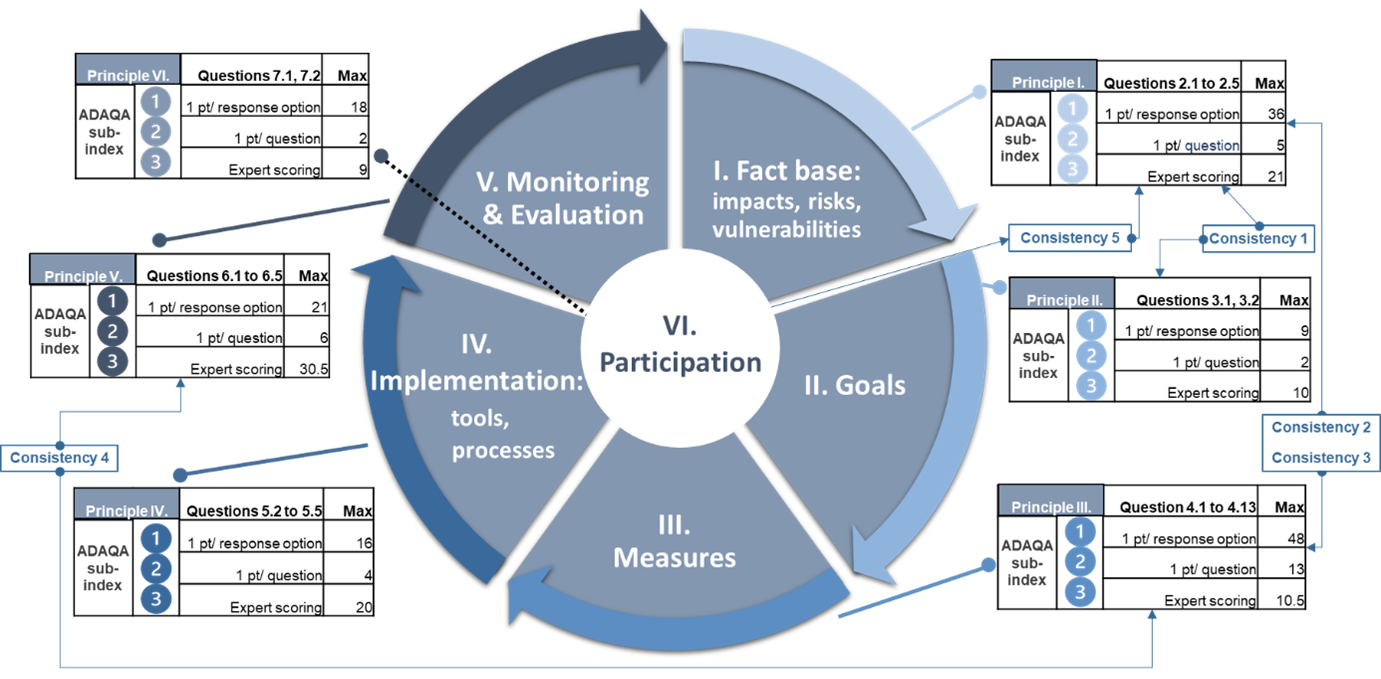 Principle VI. Questions 7.1, 7.2 Max
ADAQA sub-index
1 1 pt/ response option 18
2 1 pt/ question 2
3 Expert scoring 9
Principle V. Questions 6.1 to 6.5 Max
ADAQA sub-index
1 1 pt/ response option 21
2 1 pt/ question 6
3 Expert scoring 30.5
Consistency 4
Principle IV. Questions 5.2 to 5.5 Max
ADAQA sub-index
1 1 pt/ response option 16
2 1 pt/ question 4
3 Expert scoring 20
V. Monitoring
& Evaluation
I. Fact base:
impacts, risks,
vulnerabilities
VI.
Participation
IV.
Implementation:
tools,
processes
II. Goals
III.
Measures
Principle I. Questions 2.1 to 2.5 Max
ADAQA sub-index
1 1 pt/ response option 36
2 1 pt/ question 5
3 Expert scoring 21
Consistency 5
Consistency 1
Principle II. Questions 3.1, 3.2 Max
ADAQA sub-index
1 1 pt/ response option 9
2 1 pt/ question 2
3 Expert scoring 10
Consistency 2
Consistency 3
Principle III. Question 4.1 to 4.13 Max
ADAQA sub-index
1 1 pt/ response option 48
2 1 pt/ question 13
3 Expert scoring 10.5